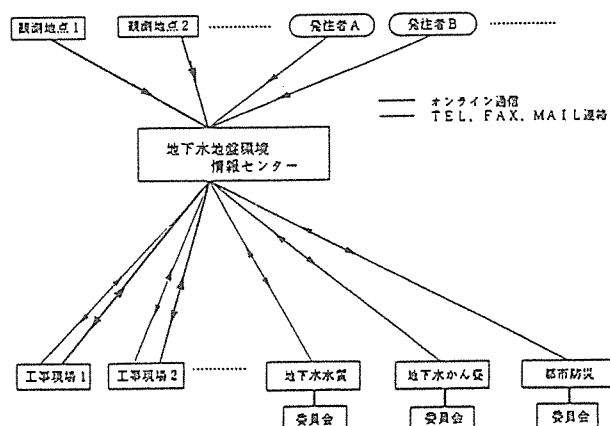 観測地点1
観測地点2
発注者A
発注者B
オンライン通信
TEL、FAX、MAIL連絡
地下水地盤環境
情報センター
工事現場1
工事現場2
地下水水質
地下水かん養
都市防災
委員会
委員会
委員会